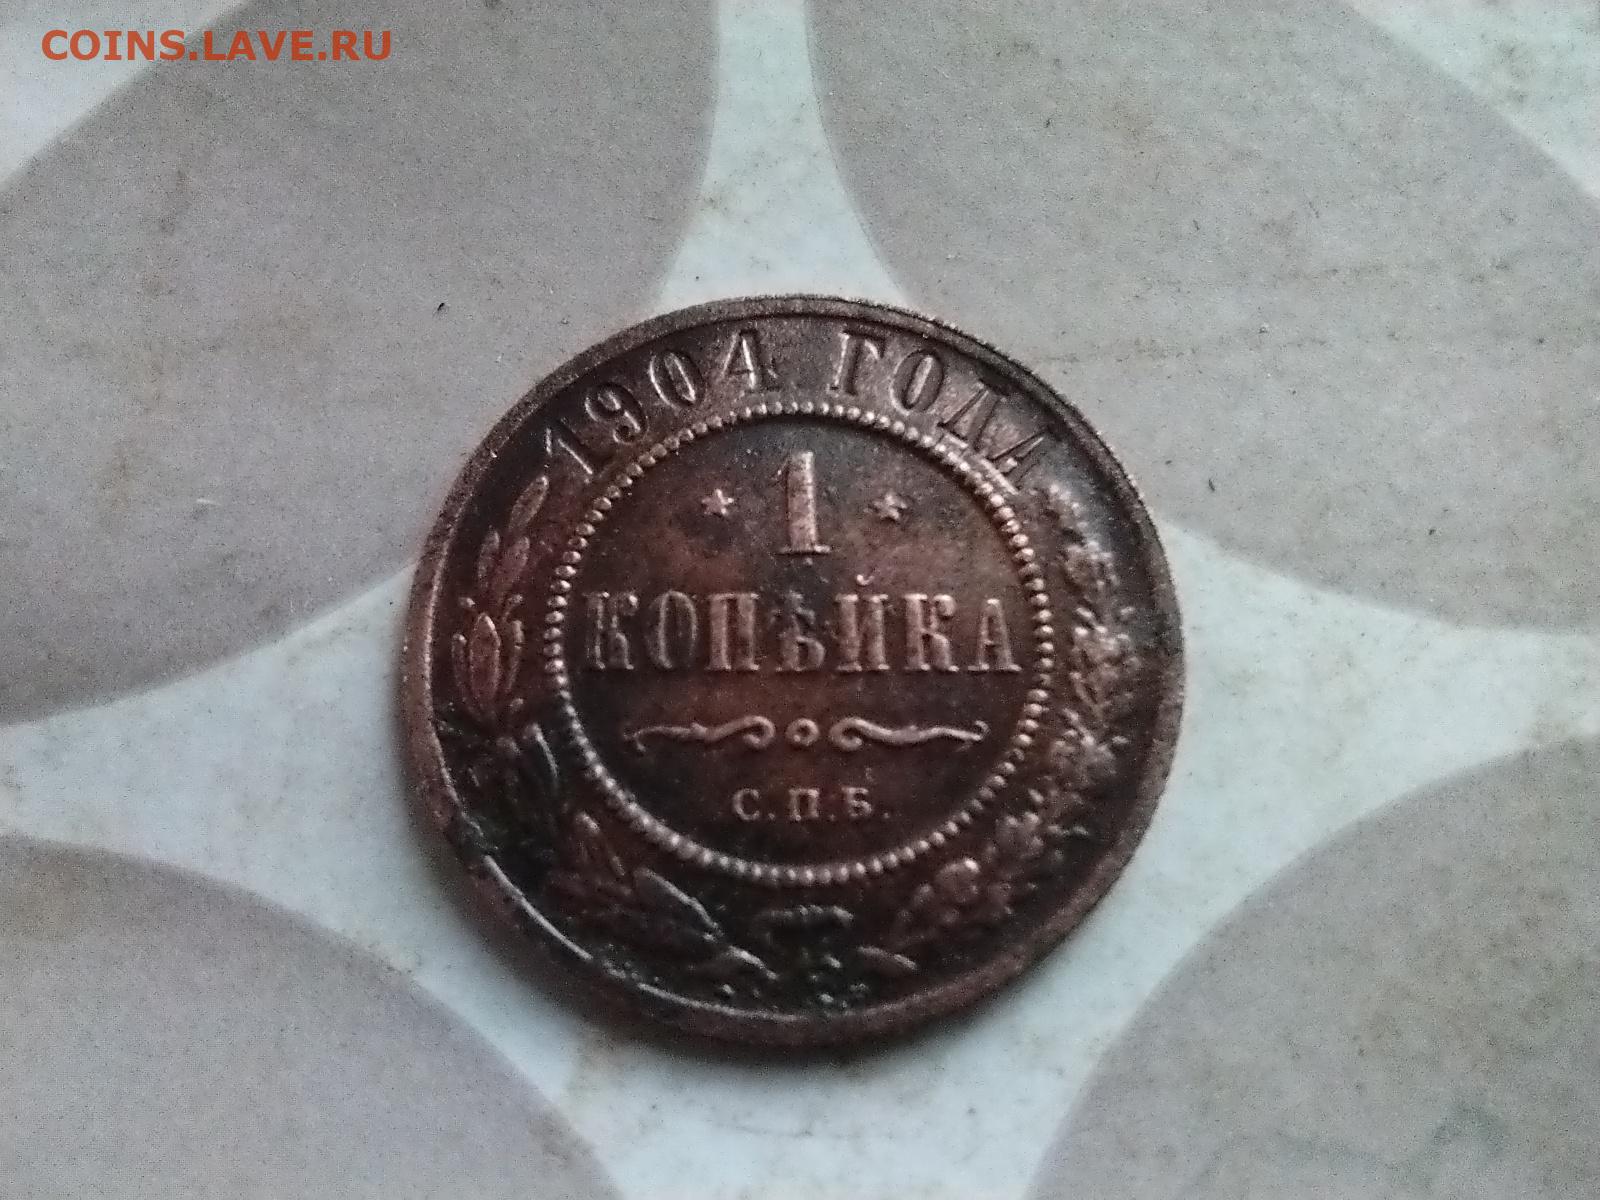 COINS.LAVE.RU
1904 ГОДА
* 1 *
КОПѢЙКА
С.П.Б.